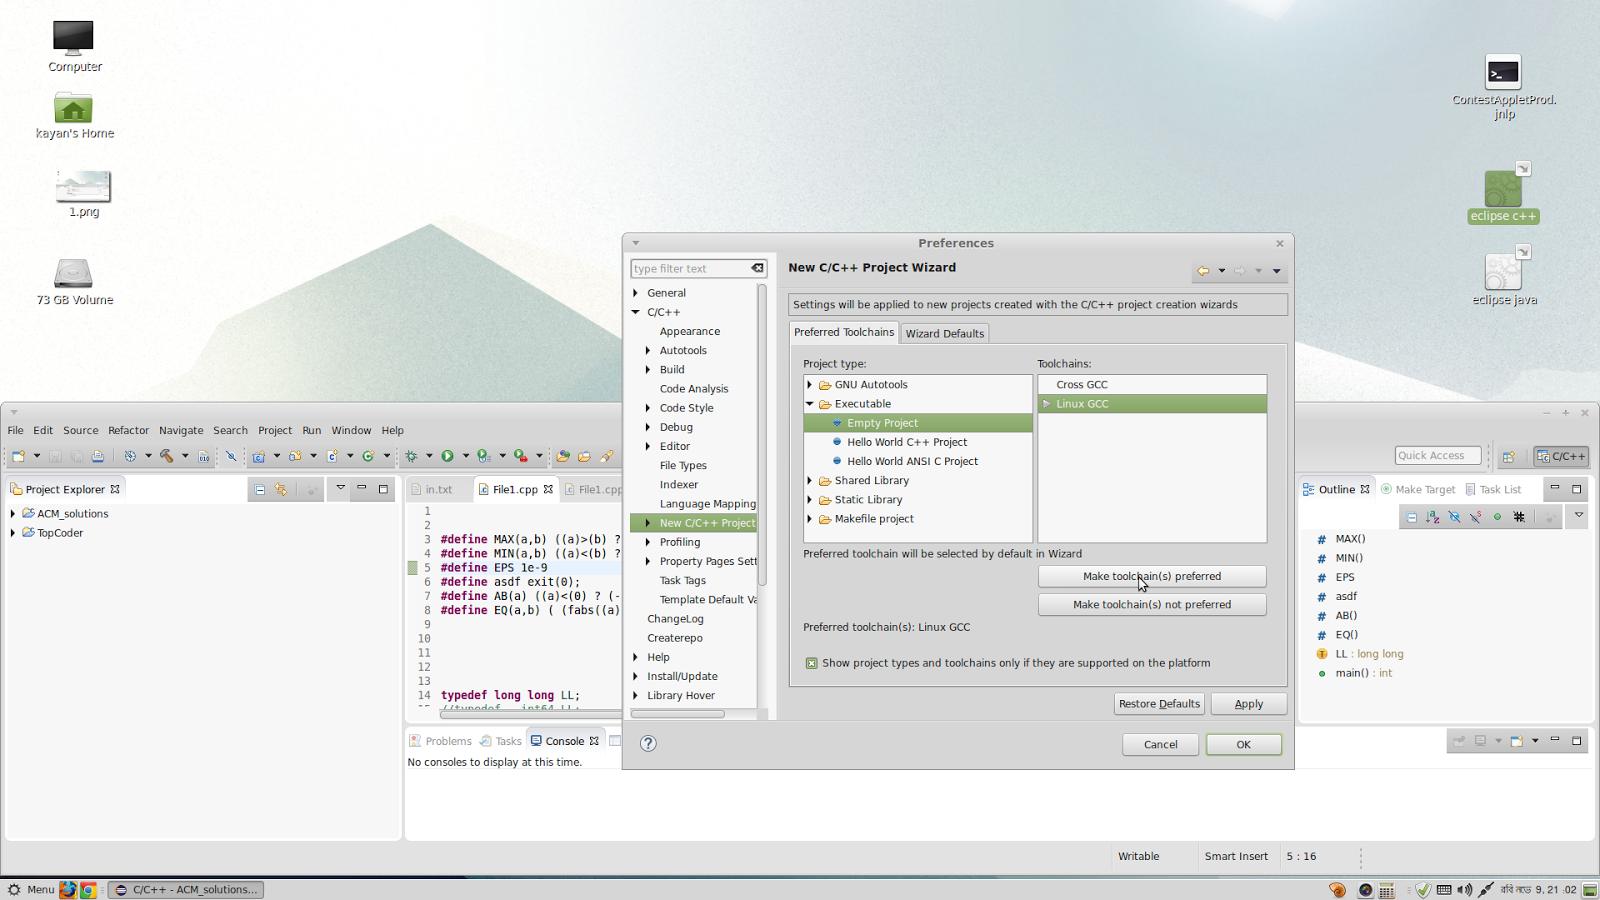 Computer
kayan's Home
1.png
73 GB Volume
ContestAppletProd.
jnlp
eclipse c++
eclipse java
File Edit Source Refactor Navigate Search Project Run Window Help
Quick Access
C/C++
Project Explorer
ACM_solutions
TopCoder
in.txt
File1.cpp
File1.cpp
1
2
3 #define MAX(a,b) ((a)>(b) ?
4 #define MIN(a,b) ((a)<(b) ?
5 #define EPS 1e-9
6 #define asdf exit(0);
7 #define AB(a) ((a)<(0) ? (-
8 #define EQ(a,b) ( (fabs((a)
9
10
11
12
13
14 typedef long long LL;
Problems Tasks Console
No consoles to display at this time.
Preferences
type filter text
General
C/C++
Appearance
Autotools
Build
Code Analysis
Code Style
Debug
Editor
File Types
Indexer
Language Mapping
New C/C++ Project
Profiling
Property Pages Sett
Task Tags
Template Default Va
ChangeLog
Createrepo
Help
Install/Update
Library Hover
New C/C++ Project Wizard
Settings will be applied to new projects created with the C/C++ project creation wizards
Preferred Toolchains Wizard Defaults
Project type:
GNU Autotools
Executable
Empty Project
Hello World C++ Project
Hello World ANSI C Project
Shared Library
Static Library
Makefile project
Toolchains:
Cross GCC
Linux GCC
Preferred toolchain will be selected by default in Wizard
Make toolchain(s) preferred
Make toolchain(s) not preferred
Preferred toolchain(s): Linux GCC
Show project types and toolchains only if they are supported on the platform
Restore Defaults Apply
Cancel OK
Outline Make Target Task List
MAX()
MIN()
EPS
asdf
AB()
EQ()
LL : long long
main() : int
Writable Smart Insert 5 : 16
Menu
C/C++ - ACM_solutions...
রবি নভে 9, 21 :02